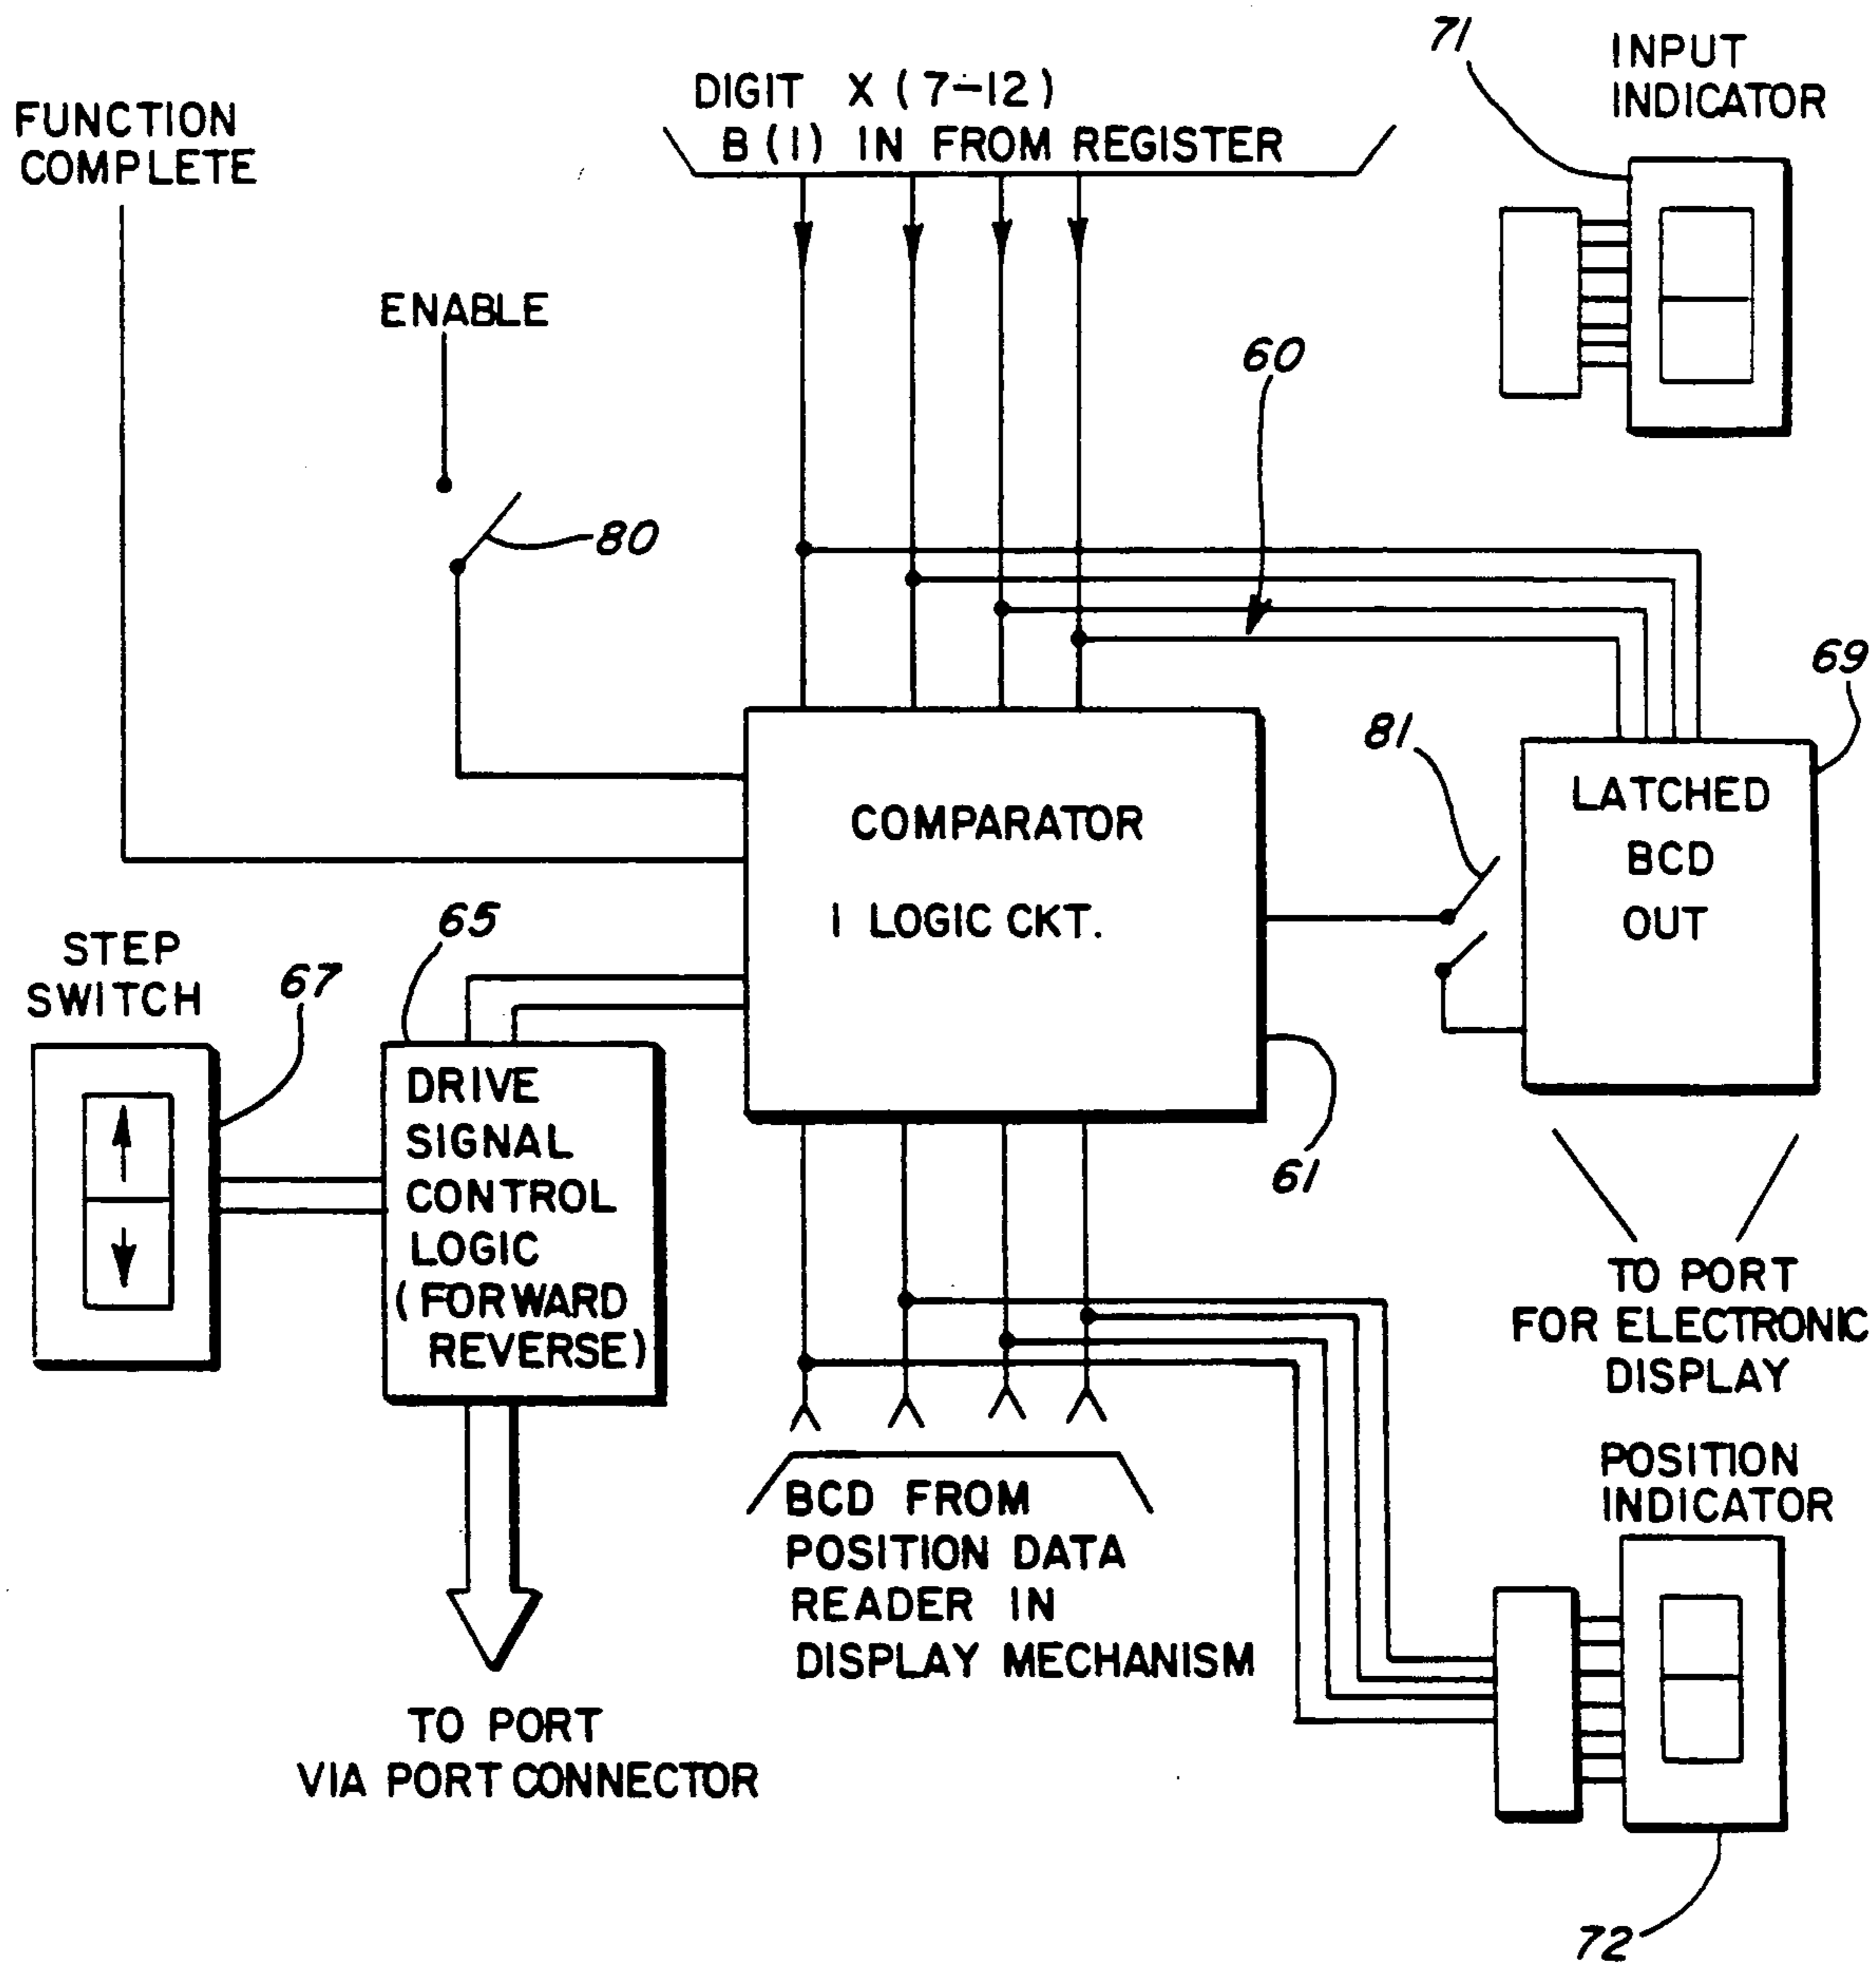 71
INPUT
INDICATOR
DIGIT X (7-12)
B (1) IN FROM REGISTER
FUNCTION
COMPLETE
ENABLE
60
80
69
81
LATCHED
BCD
OUT
COMPARATOR
1 LOGIC CKT.
65
STEP
SWITCH
67
DRIVE
SIGNAL
CONTROL
LOGIC
(FORWARD
REVERSE)
61
TO PORT
FOR ELECTRONIC
DISPLAY
POSITION
INDICATOR
BCD FROM
POSITION DATA
READER IN
DISPLAY MECHANISM
TO PORT
VIA PORT CONNECTOR
72